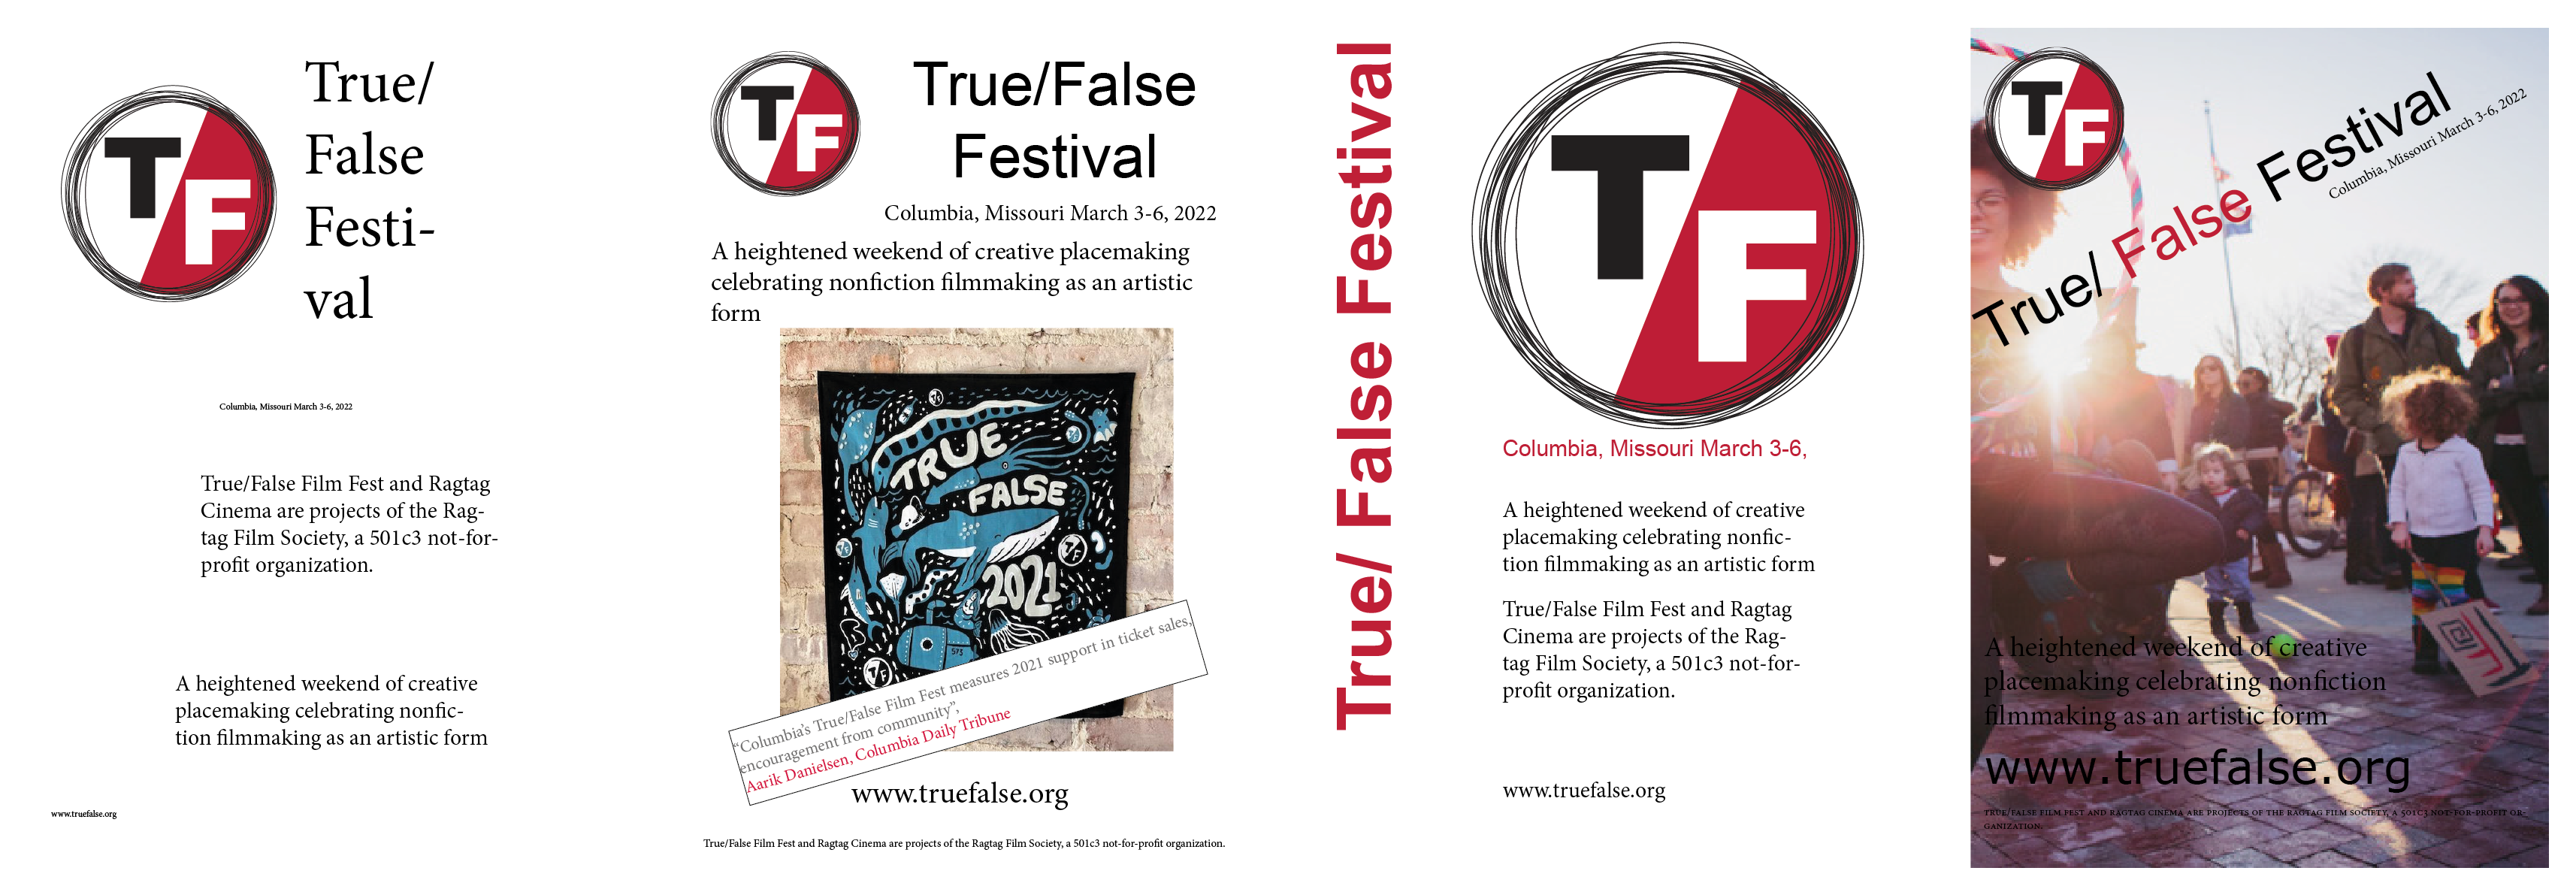 T/F
True/
False
Festi-
val
Columbia, Missouri March 3-6, 2022
True/False Film Fest and Ragtag
Cinema are projects of the Rag-
tag Film Society, a 501c3 not-for-
profit organization.
A heightened weekend of creative
placemaking celebrating nonfic-
tion filmmaking as an artistic form
www.truefalse.org
T/F
True/False
Festival
Columbia, Missouri March 3-6, 2022
A heightened weekend of creative placemaking
celebrating nonfiction filmmaking as an artistic
form
TRUE
FALSE
T/F
2021
573
"Columbia's True/False Film Fest measures 2021 support in ticket sales,
encouragement from community",
Aarik Danielsen, Columbia Daily Tribune
www.truefalse.org
True/False Film Fest and Ragtag Cinema are projects of the Ragtag Film Society, a 501c3 not-for-profit organization.
True/ False Festival
T/F
Columbia, Missouri March 3-6,
A heightened weekend of creative
placemaking celebrating nonfic-
tion filmmaking as an artistic form
True/False Film Fest and Ragtag
Cinema are projects of the Rag-
tag Film Society, a 501c3 not-for-
profit organization.
www.truefalse.org
T/F
True/ False Festival
Columbia, Missouri March 3-6, 2022
A heightened weekend of creative
placemaking celebrating nonfiction
filmmaking as an artistic form
www.truefalse.org
TRUE/FALSE FILM FEST AND RAGTAG CINEMA ARE PROJECTS OF THE RAGTAG FILM SOCIETY, A 501C3 NOT-FOR-PROFIT OR-
GANIZATION.